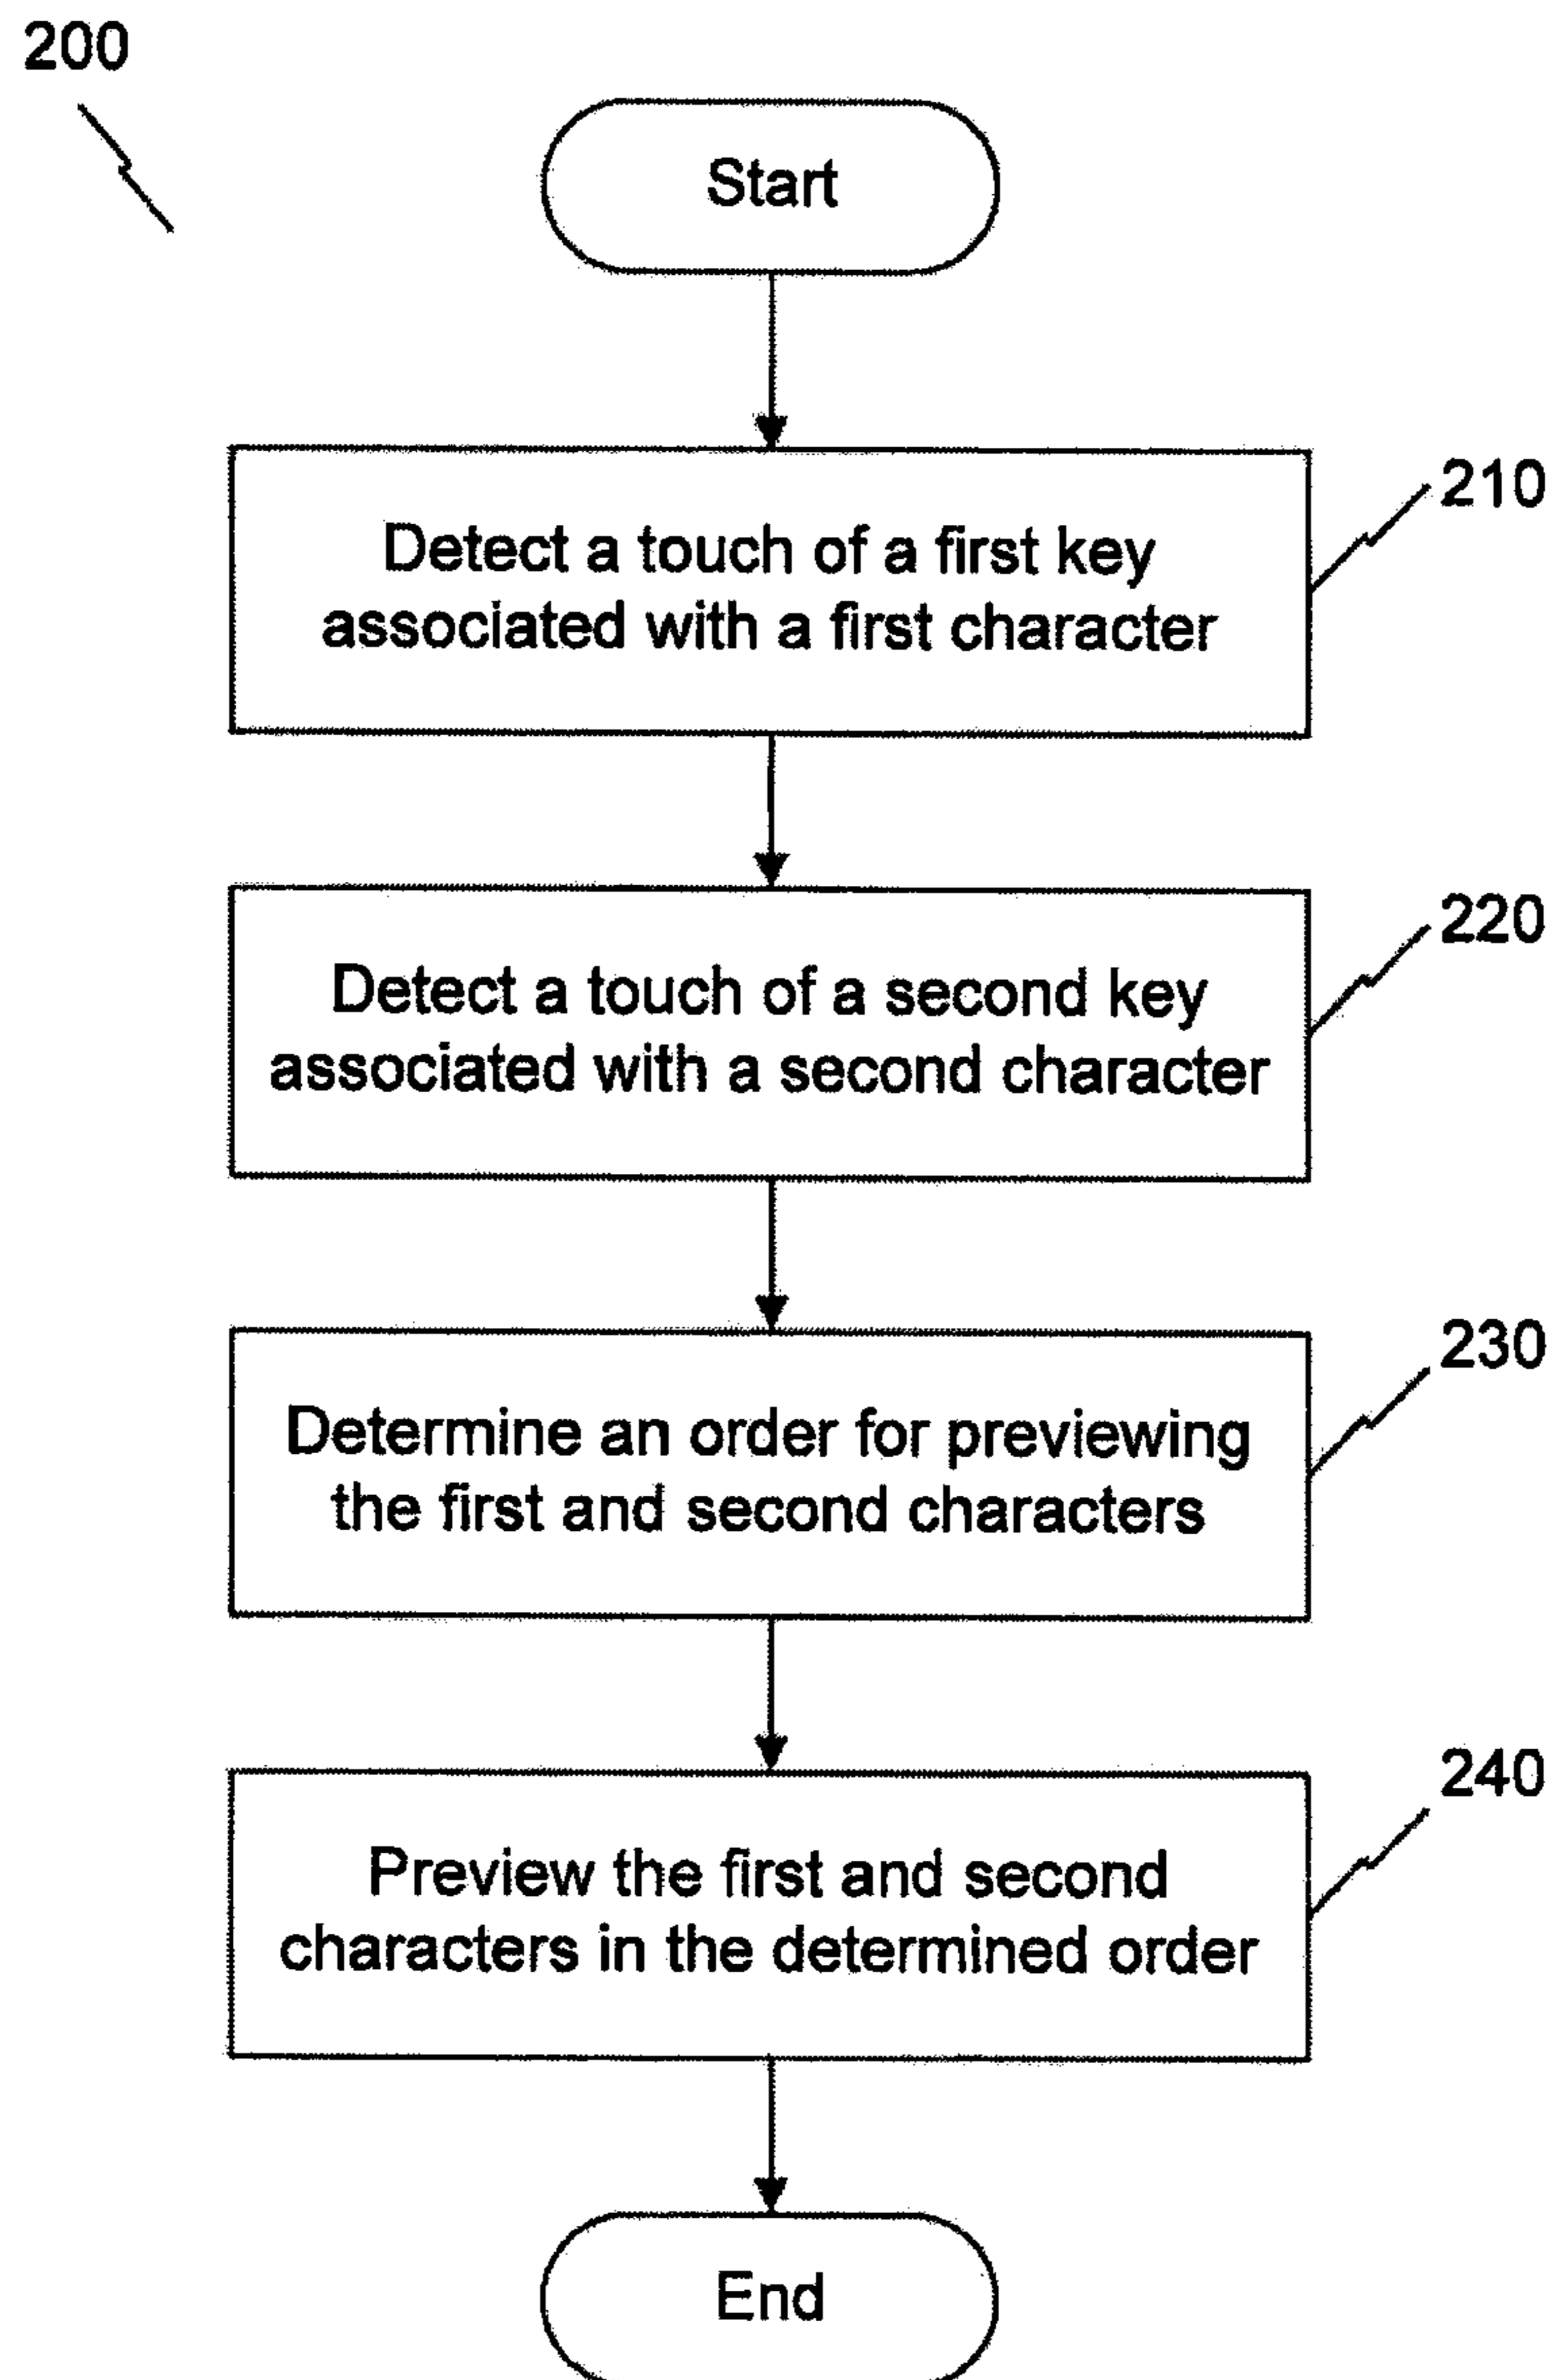 200
Start
Detect a touch of a first key
associated with a first character
210
Detect a touch of a second key
associated with a second character
220
Determine an order for previewing
the first and second characters
230
Preview the first and second
characters in the determined order
240
End